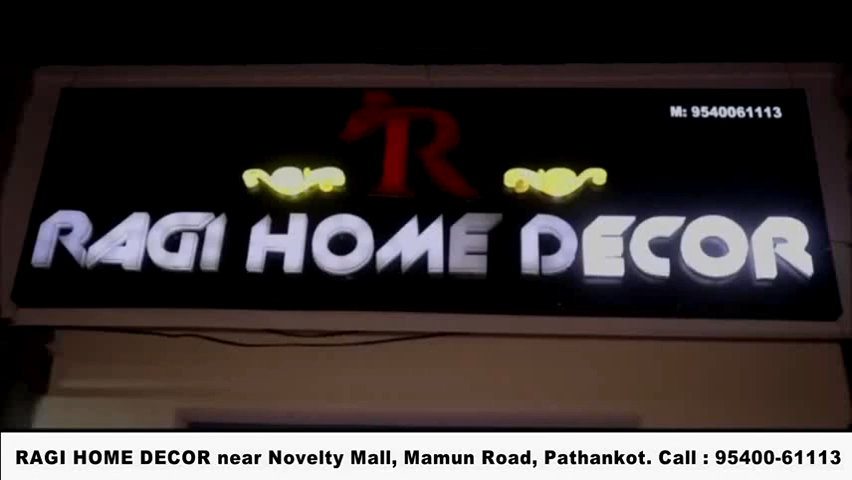 M: 9540061113
R
RAGI HOME DECOR
RAGI HOME DECOR near Novelty Mall, Mamun Road, Pathankot. Call : 95400-61113